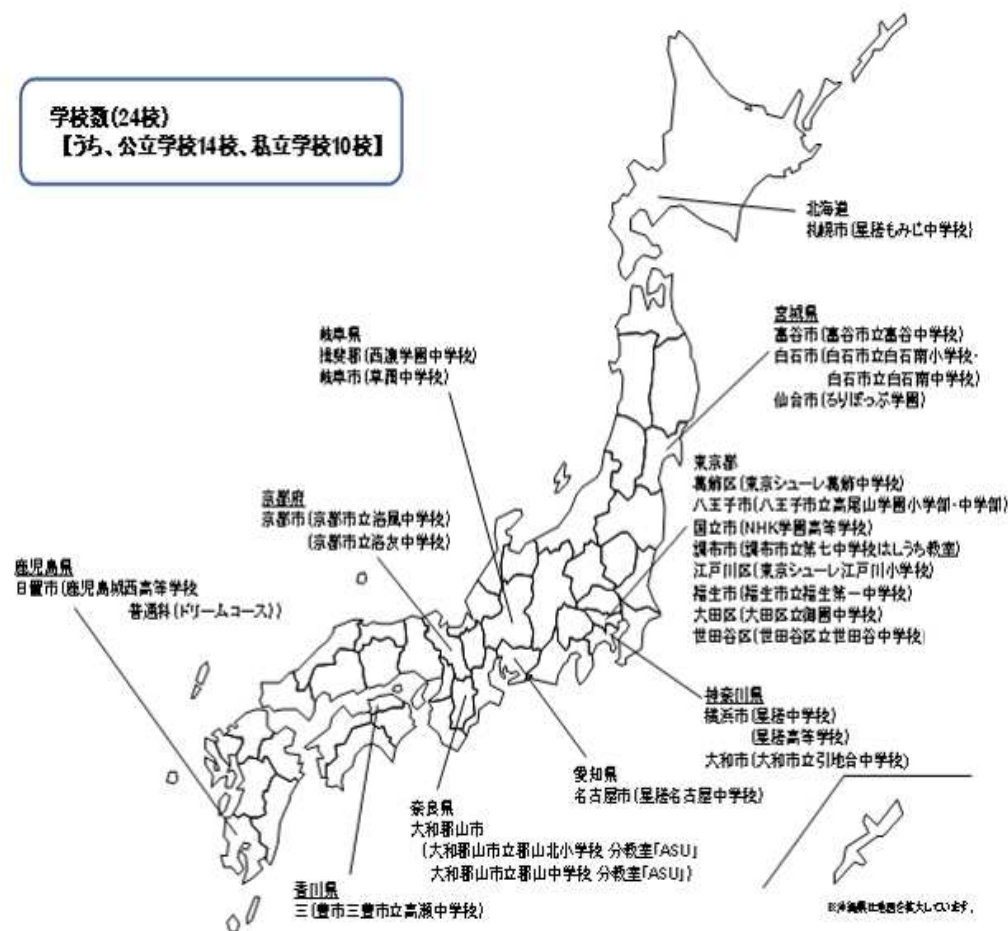 学校数(24校)
【うち、公立学校14校、私立学校10校】
北海道
札幌市(星槎もみじ中学校)
宮城県
富谷市(富谷市立富谷中学校)
白石市(白石市立白石南小学校・
白石市立白石南中学校)
仙台市(ろりぽっぷ学園)
岐阜県
揖斐郡(西濃学園中学校)
岐阜市(草潤中学校)
東京都
葛飾区(東京シューレ葛飾中学校)
八王子市(八王子市立高尾山学園小学部・中学部)
国立市(NHK学園高等学校)
調布市(調布市立第七中学校はしうち教室)
江戸川区(東京シューレ江戸川小学校)
福生市(福生市立福生第一中学校)
大田区(大田区立御園中学校)
世田谷区(世田谷区立世田谷中学校)
京都府
京都市(京都市立洛風中学校)
(京都市立洛友中学校)
鹿児島県
日置市(鹿児島城西高等学校
普通科(ドリームコース))
神奈川県
横浜市(星槎中学校)
(星槎高等学校)
大和市(大和市立引地台中学校)
愛知県
名古屋市(星槎名古屋中学校)
奈良県
大和郡山市
(大和郡山市立郡山北小学校 分教室「ASU」
大和郡山市立郡山中学校 分教室「ASU」)
香川県
三(豊市三豊市立高瀬中学校)
※沖縄県は地図を拡大しています。